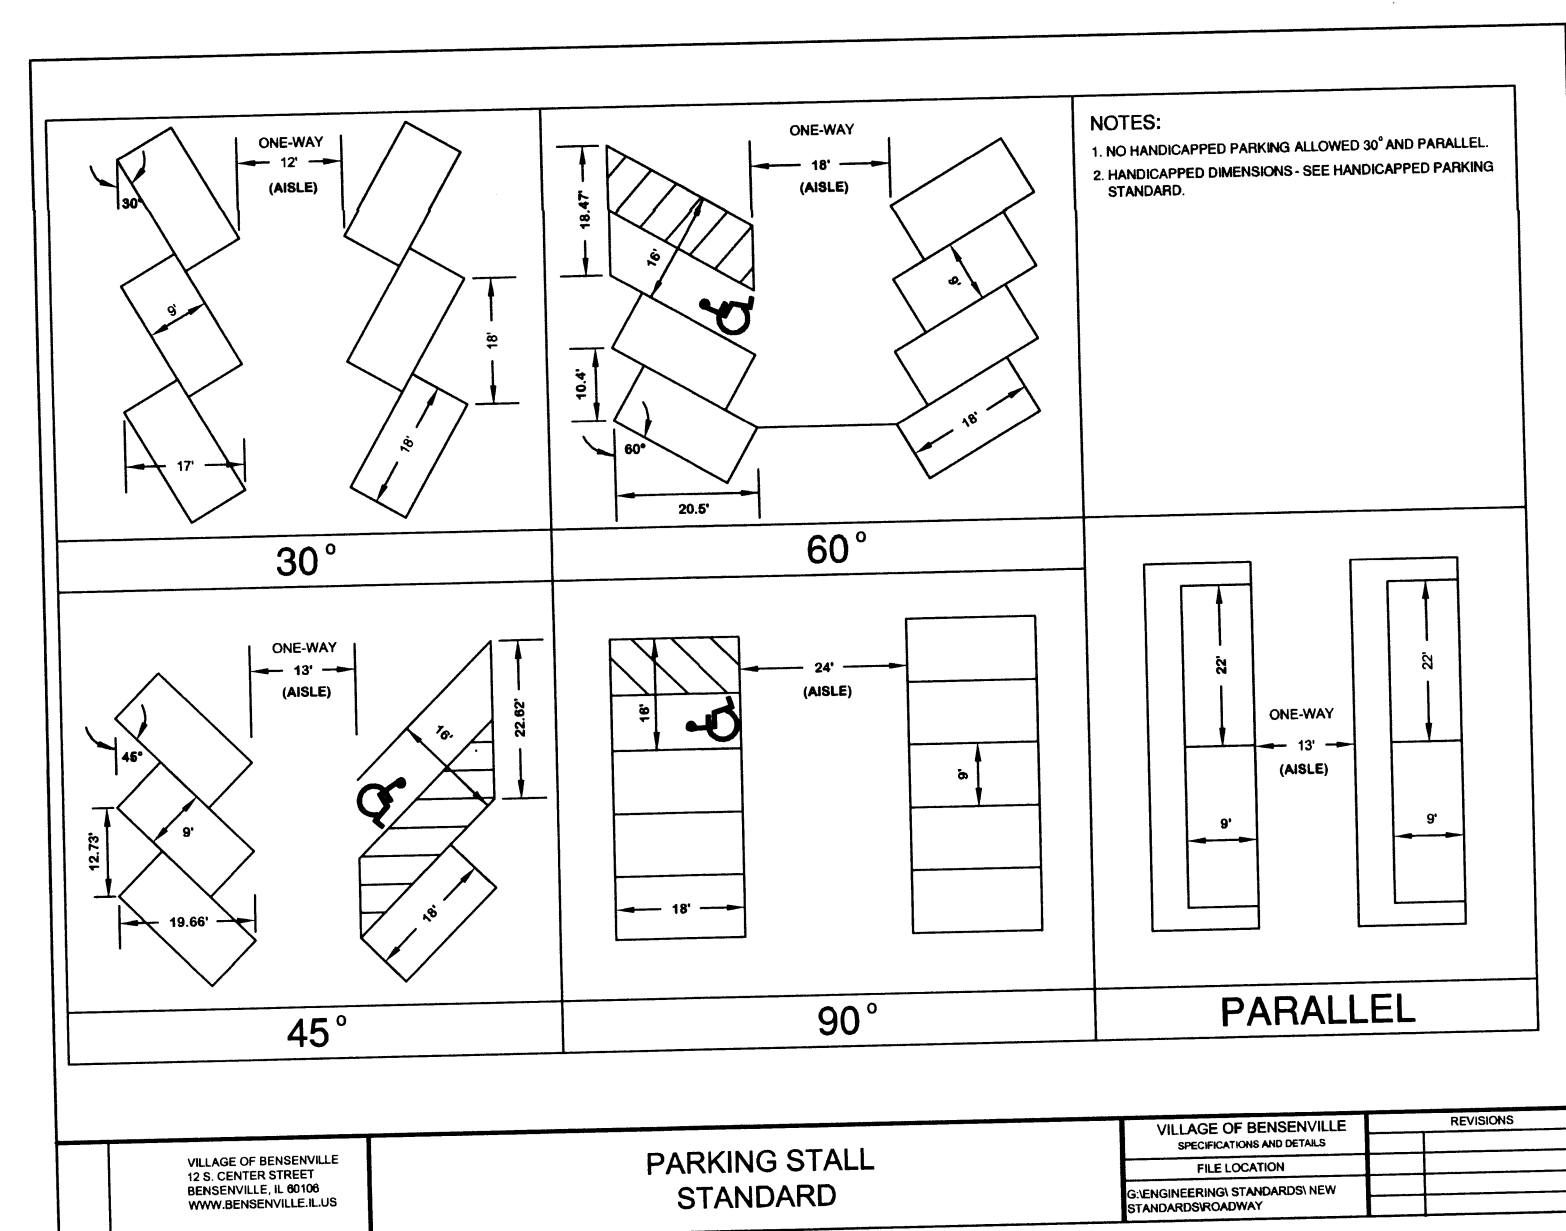 ONE-WAY
12'
(AISLE)
30°
9'
18'
18'
17'
30°
ONE-WAY
18'
(AISLE)
18.47'
16'
9'
10.4'
60°
18'
20.5'
60°
NOTES:
1. NO HANDICAPPED PARKING ALLOWED 30° AND PARALLEL.
2. HANDICAPPED DIMENSIONS - SEE HANDICAPPED PARKING
STANDARD.
ONE-WAY
13'
(AISLE)
45°
16'
22.62'
9'
12.73'
19.66'
18'
45°
24'
(AISLE)
16'
9'
18'
90°
22'
22'
ONE-WAY
13'
(AISLE)
9'
9'
PARALLEL
VILLAGE OF BENSENVILLE
12 S. CENTER STREET
BENSENVILLE, IL 60106
WWW.BENSENVILLE.IL.US
PARKING STALL
STANDARD
VILLAGE OF BENSENVILLE
SPECIFICATIONS AND DETAILS
FILE LOCATION
G:\ENGINEERING\ STANDARDS\ NEW
STANDARDS\ROADWAY
REVISIONS